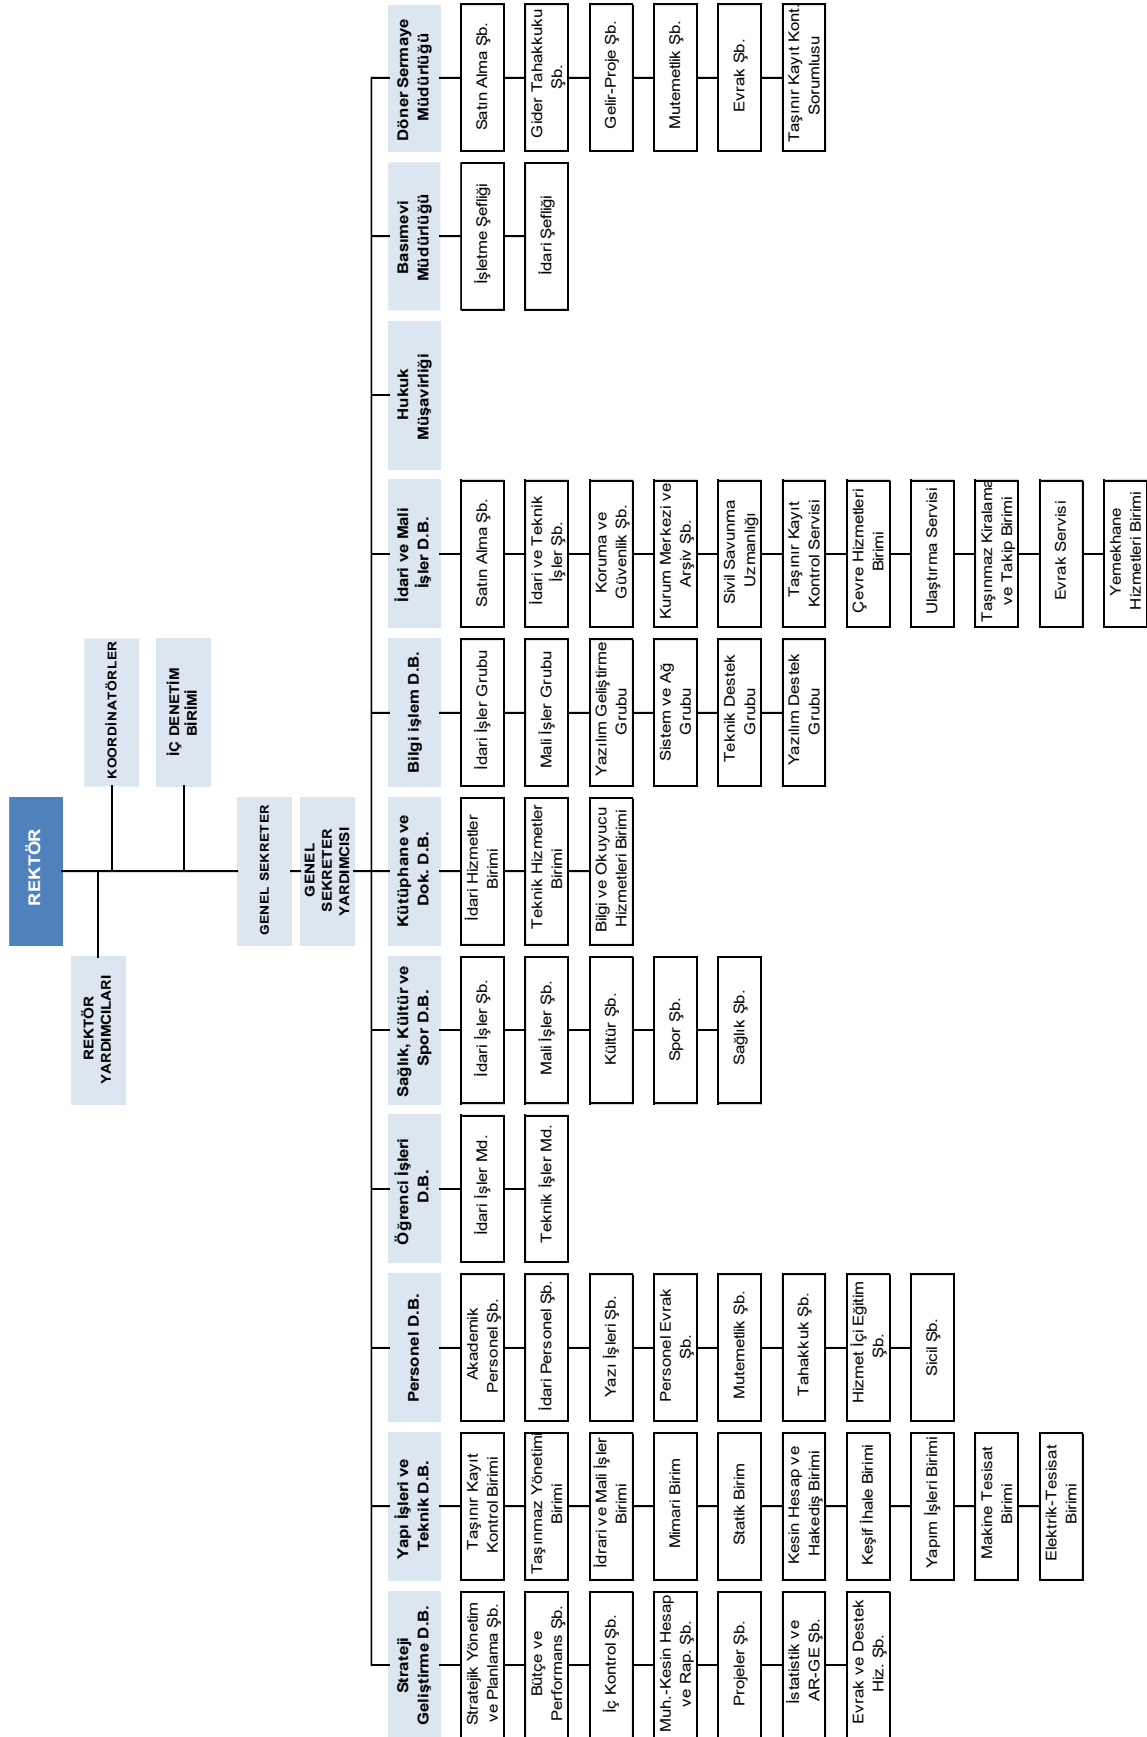 REKTÖR
REKTÖR
YARDIMCILARI
KOORDİNATÖRLER
İÇ DENETİM
BİRİMİ
GENEL SEKRETER
GENEL
SEKRETER
YARDIMCISI
Strateji
Geliştirme D.B.
Stratejik Yönetim
ve Planlama Şb.
Bütçe ve
Performans Şb.
İç Kontrol Şb.
Muh.-Kesin Hesap
ve Rap. Şb.
Projeler Şb.
İstatistik ve
AR-GE Şb.
Evrak ve Destek
Hiz. Şb.
Yapı İşleri ve
Teknik D.B.
Taşınır Kayıt
Kontrol Birimi
Taşınmaz Yönetimi
Birimi
İdrari ve Mali İşler
Birimi
Mimari Birim
Statik Birim
Kesin Hesap ve
Hakediş Birimi
Keşif İhale Birimi
Yapım İşleri Birimi
Makine Tesisat
Birimi
Elektrik-Tesisat
Birimi
Personel D.B.
Akademik
Personel Şb.
İdari Personel Şb.
Yazı İşleri Şb.
Personel Evrak
Şb.
Mutemetlik Şb.
Tahakkuk Şb.
Hizmet İçi Eğitim
Şb.
Sicil Şb.
Öğrenci İşleri
D.B.
İdari İşler Md.
Teknik İşler Md.
Sağlık, Kültür ve
Spor D.B.
İdari İşler Şb.
Mali İşler Şb.
Kültür Şb.
Spor Şb.
Sağlık Şb.
Kütüphane ve
Dok. D.B.
İdari Hizmetler
Birimi
Teknik Hizmetler
Birimi
Bilgi ve Okuyucu
Hizmetleri Birimi
Bilgi işlem D.B.
İdari İşler Grubu
Mali İşler Grubu
Yazılım Geliştirme
Grubu
Sistem ve Ağ
Grubu
Teknik Destek
Grubu
Yazılım Destek
Grubu
İdari ve Mali
İşler D.B.
Satın Alma Şb.
İdari ve Teknik
İşler Şb.
Koruma ve
Güvenlik Şb.
Kurum Merkezi ve
Arşiv Şb.
Sivil Savunma
Uzmanlığı
Taşınır Kayıt
Kontrol Servisi
Çevre Hizmetleri
Birimi
Ulaştırma Servisi
Taşınmaz Kiralama
ve Takip Birimi
Evrak Servisi
Yemekhane
Hizmetleri Birimi
Hukuk
Müşavirliği
Basımevi
Müdürlüğü
İşletme Şefliği
İdari Şefliği
Döner Sermaye
Müdürlüğü
Satın Alma Şb.
Gider Tahakkuku
Şb.
Gelir-Proje Şb.
Mutemetlik Şb.
Evrak Şb.
Taşınır Kayıt Kont.
Sorumlusu